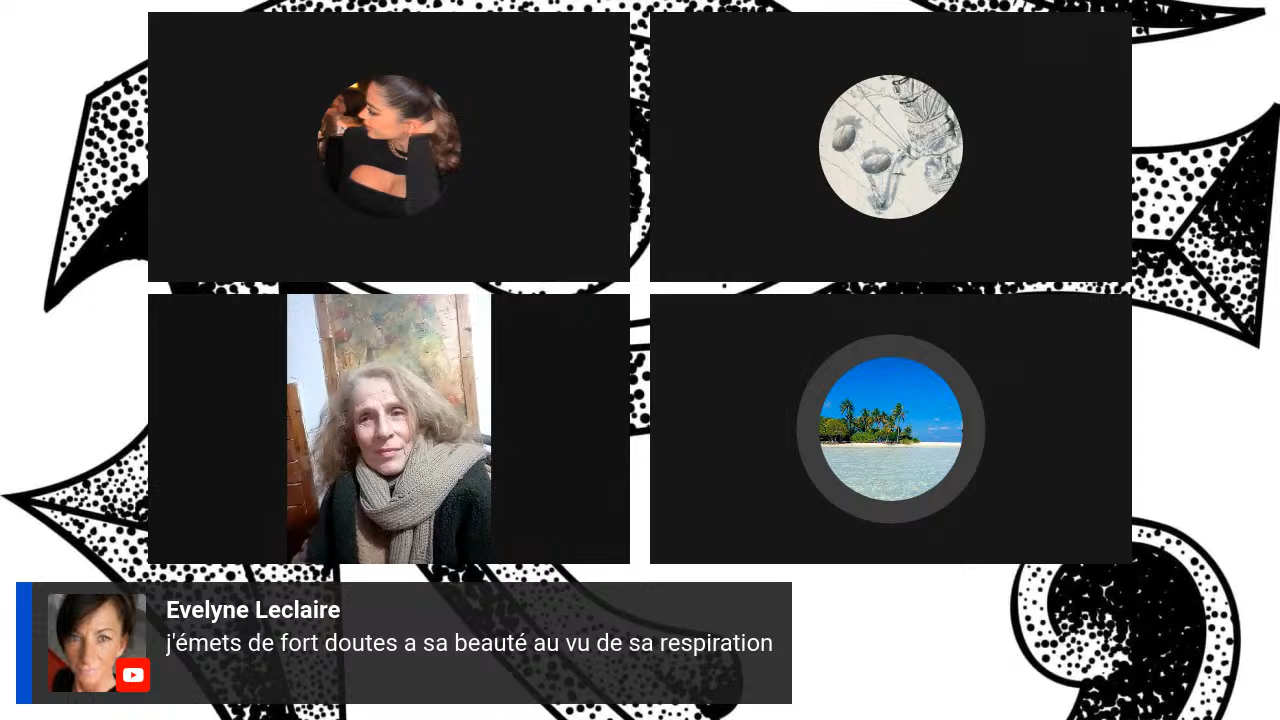 Evelyne Leclaire
j'émets de fort doutes a sa beauté au vu de sa respiration